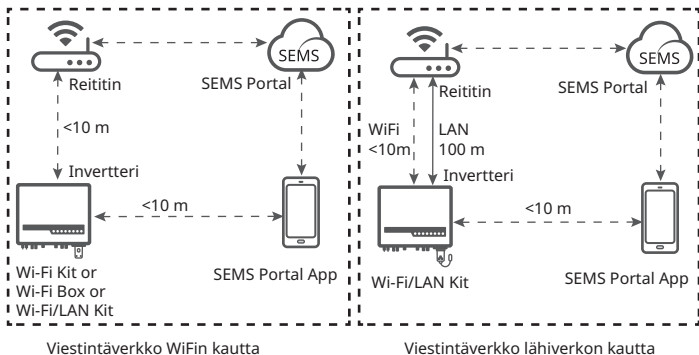 SEMS
Reititin
SEMS Portal
<10 m
Invertteri
<10 m
Wi-Fi Kit or
Wi-Fi Box or
Wi-Fi/LAN Kit
SEMS Portal App
Viestintäverkko WiFin kautta
SEMS
Reititin
SEMS Portal
WiFi
<10m
LAN
100 m
Invertteri
<10 m
Wi-Fi/LAN Kit
SEMS Portal App
Viestintäverkko lähiverkon kautta